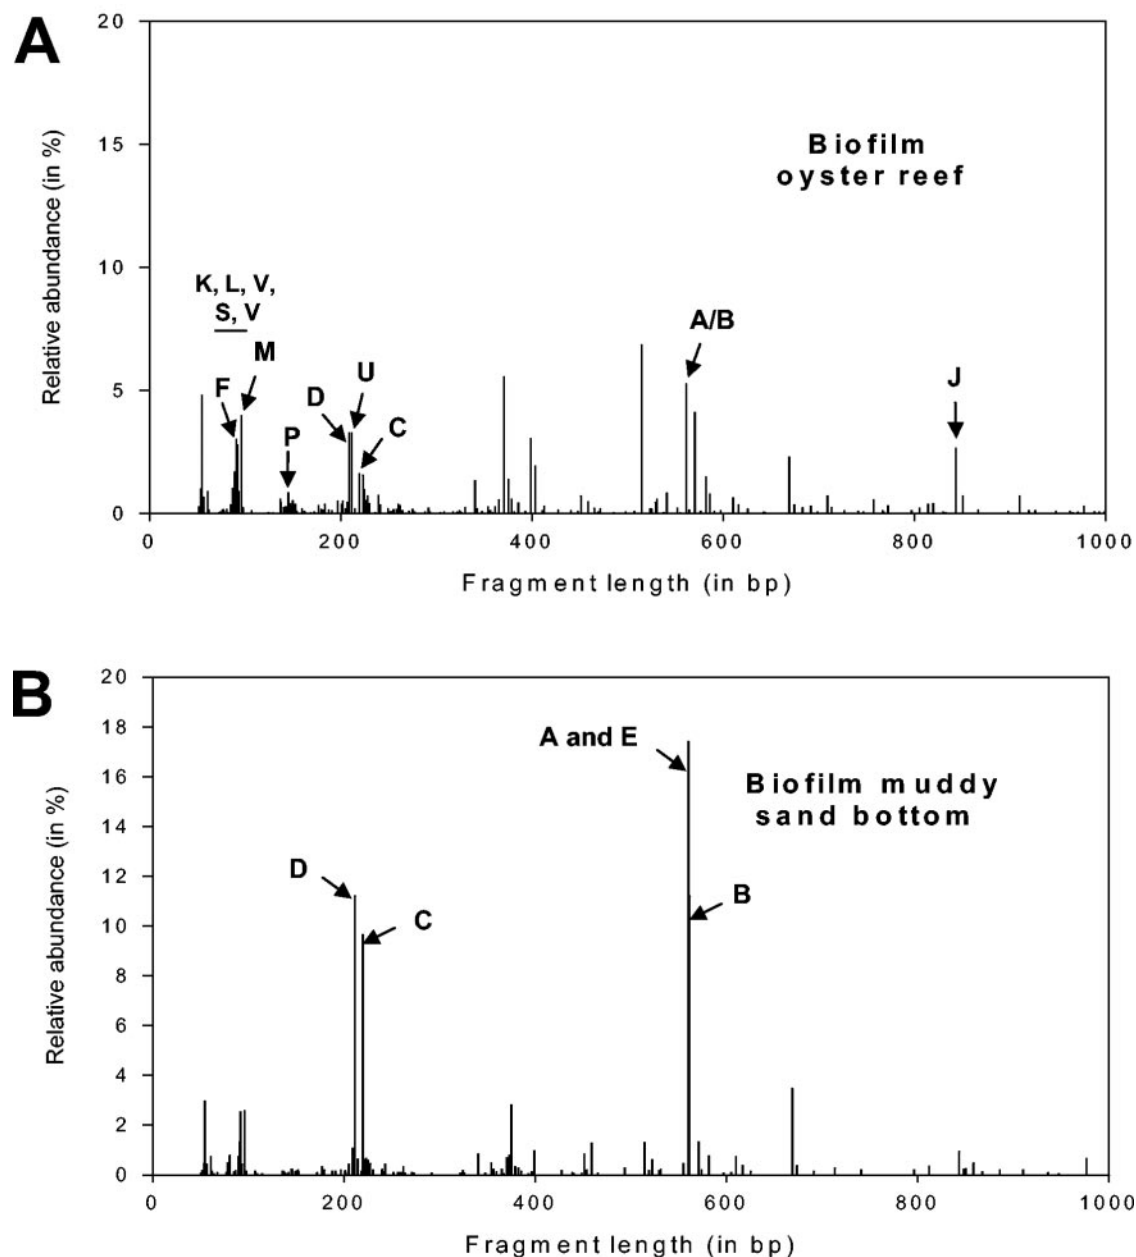 A
20
15
10
5
0
Relative abundance (in %)
Biofilm
oyster reef
K, L, V,
S, V
M
F
P
D
U
C
A/B
J
0 200 400 600 800 1000
Fragment length (in bp)
B
20
18
16
14
12
10
8
6
4
2
0
Relative abundance (in %)
A and E
Biofilm muddy
sand bottom
D
C
B
0 200 400 600 800 1000
Fragment length (in bp)